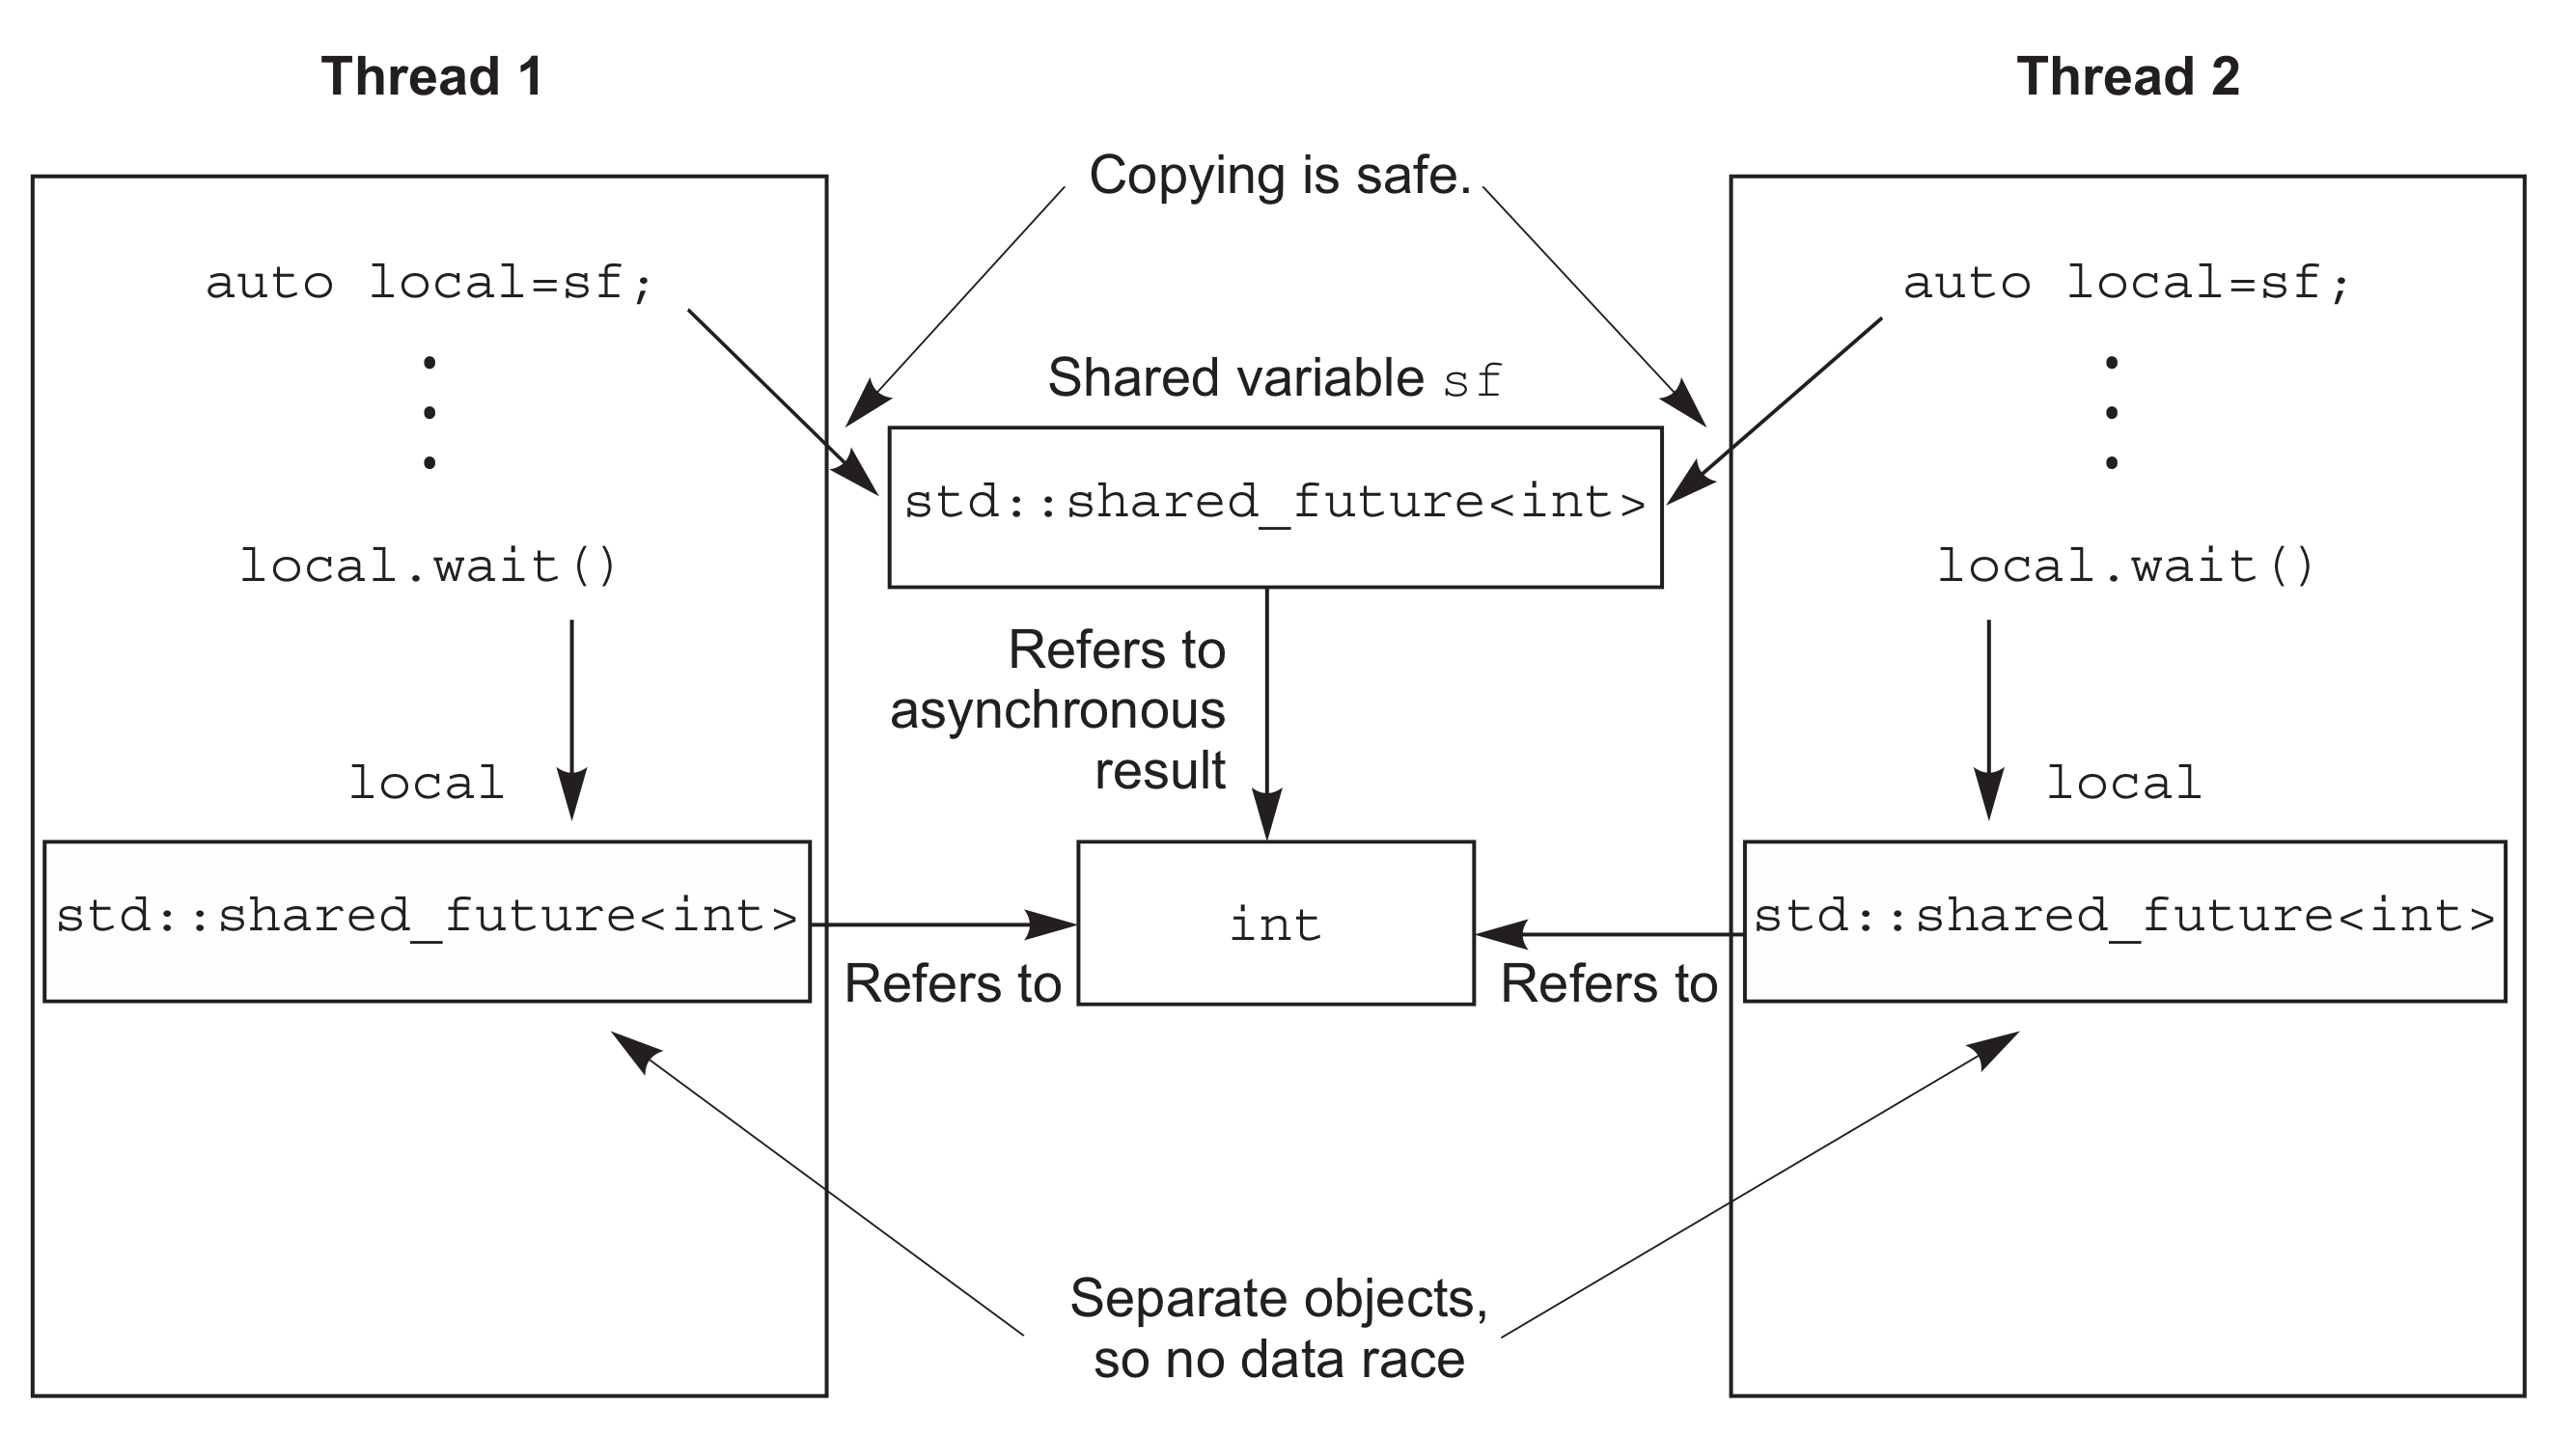 Thread 1
Thread 2
Copying is safe.
auto local=sf;
auto local=sf;
Shared variable sf
std::shared_future<int>
local.wait()
local.wait()
Refers to
asynchronous
result
local
local
std::shared_future<int>
int
std::shared_future<int>
Refers to
Refers to
Separate objects,
so no data race